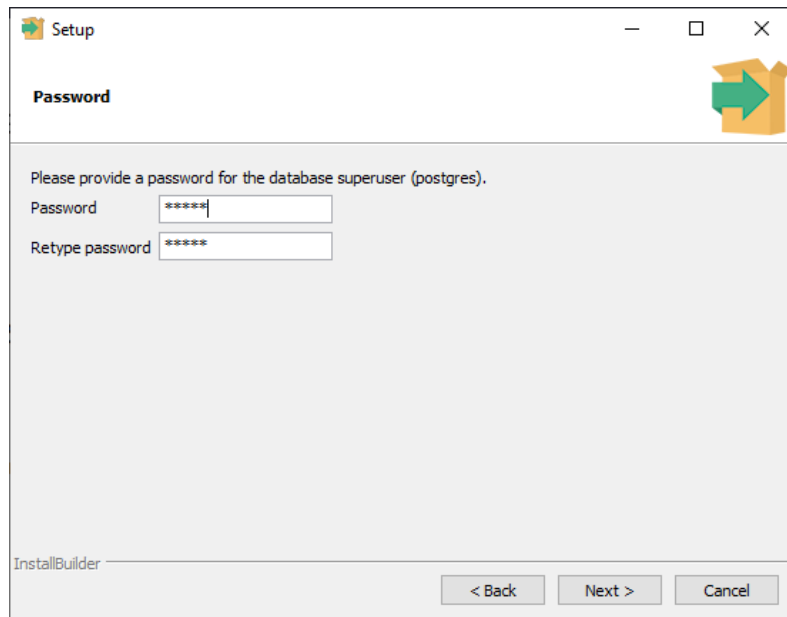 Setup
Password
Please provide a password for the database superuser (postgres).
Password *****
Retype password *****
InstallBuilder
< Back Next > Cancel